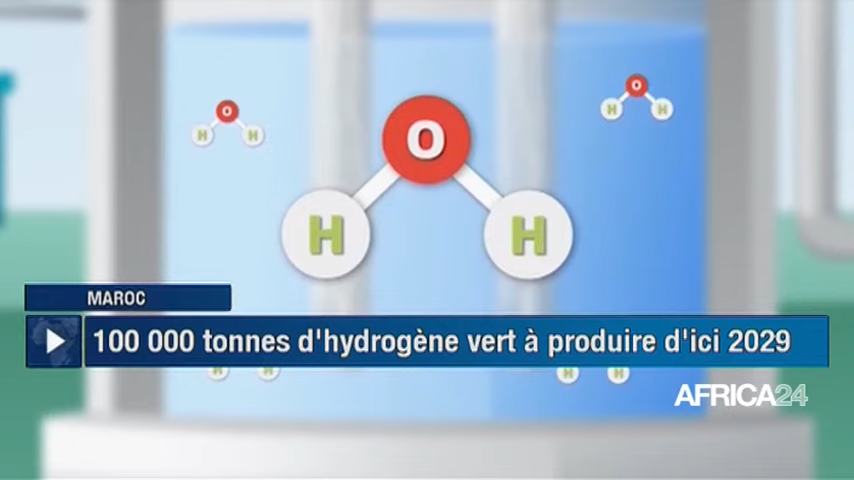 O
H H
O
H H
O
H H
MAROC
100 000 tonnes d'hydrogène vert à produire d'ici 2029
H H
H H
AFRICA24